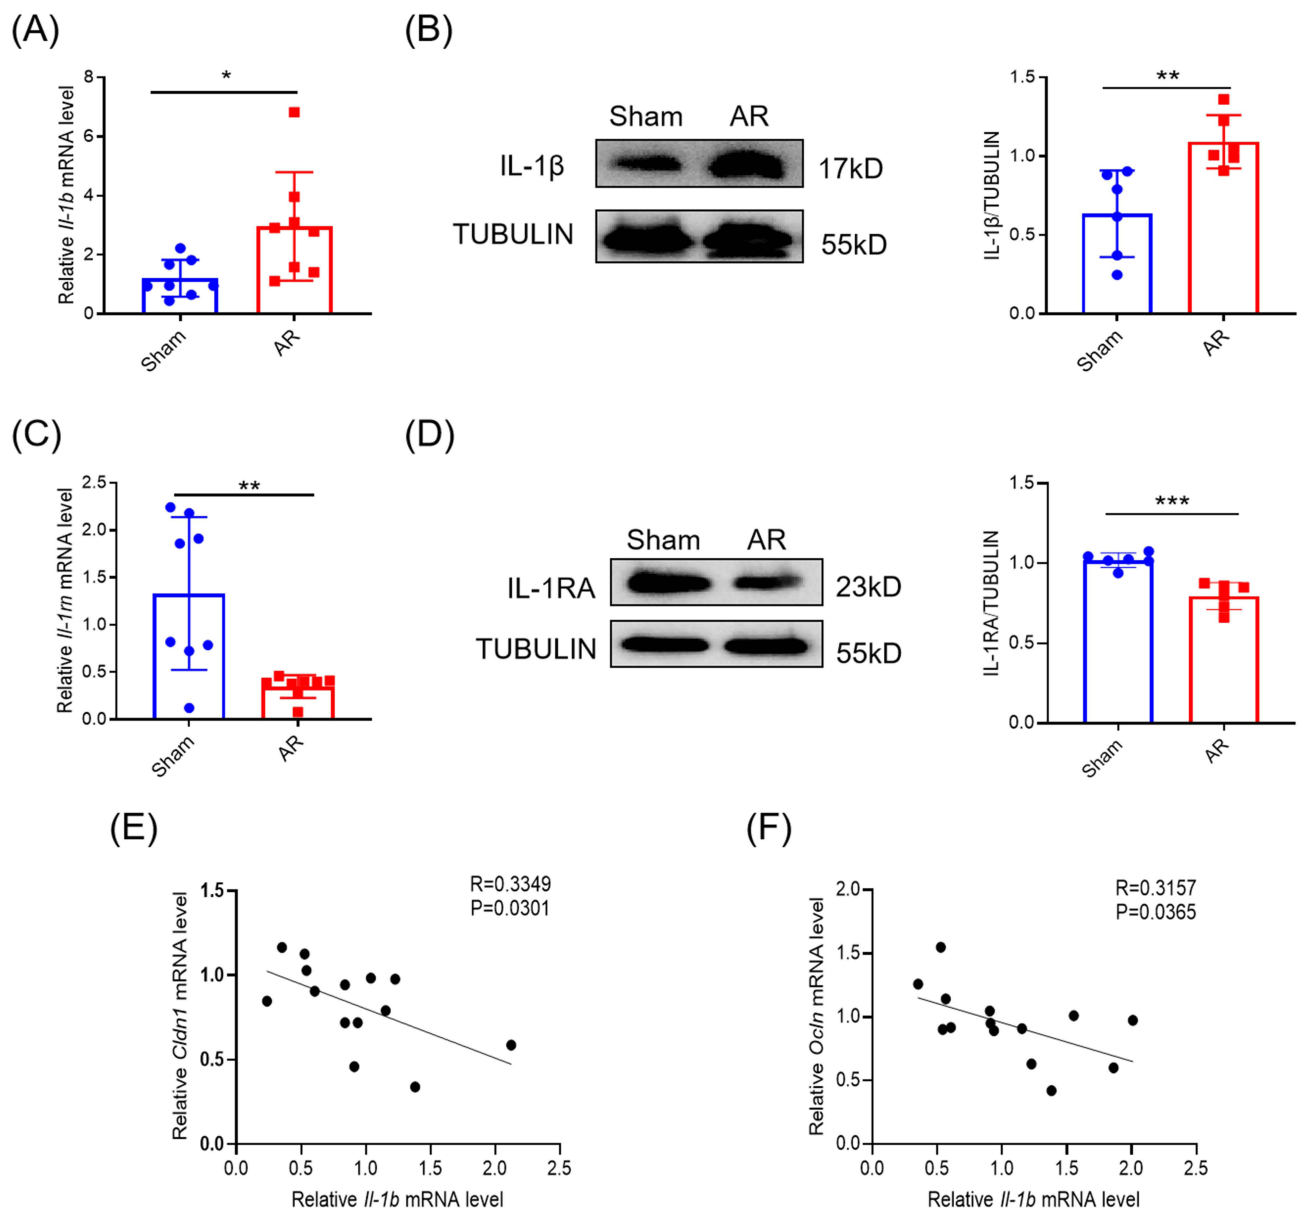 (A)
Relative Il-1b mRNA level
8
6
4
2
0
*
Sham
AR
(B)
Sham AR
IL-1β 17kD
TUBULIN 55kD
IL-1β/TUBULIN
1.5
1.0
0.5
0.0
**
Sham
AR
(C)
Relative Il-1rn mRNA level
2.5
2.0
1.5
1.0
0.5
0.0
**
Sham
AR
(D)
Sham AR
IL-1RA 23kD
TUBULIN 55kD
IL-1RA/TUBULIN
1.5
1.0
0.5
0.0
***
Sham
AR
(E)
R=0.3349
P=0.0301
Relative Cldn1 mRNA level
1.5
1.0
0.5
0.0
0.0 0.5 1.0 1.5 2.0 2.5
Relative Il-1b mRNA level
(F)
R=0.3157
P=0.0365
Relative Ocln mRNA level
2.0
1.5
1.0
0.5
0.0
0.0 0.5 1.0 1.5 2.0 2.5
Relative Il-1b mRNA level